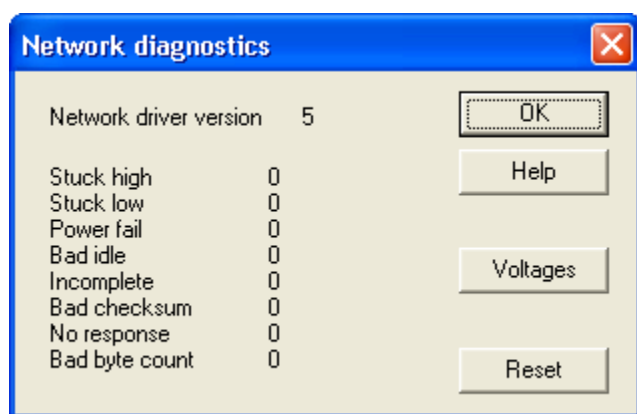 Network diagnostics
Network driver version 5
OK
Help
Stuck high 0
Stuck low 0
Power fail 0
Bad idle 0
Incomplete 0
Bad checksum 0
No response 0
Bad byte count 0
Voltages
Reset